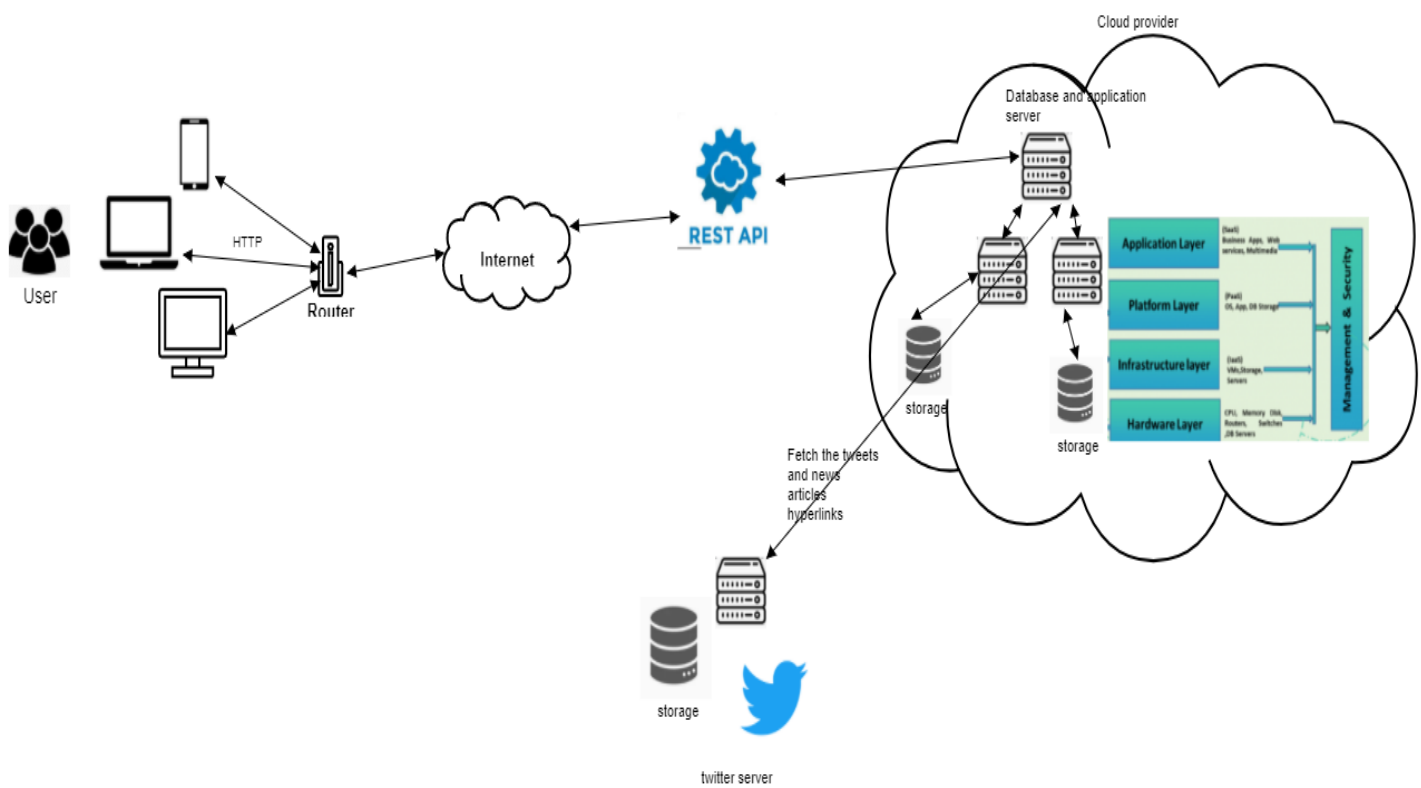 Cloud provider
Database and application
server
HTTP
User
Router
Internet
REST API
Application Layer
(SaaS)
Business Apps, Web
services, Multimedia
Platform Layer
(PaaS)
OS, App, DB Storage
Infrastructure layer
(IaaS)
VMs,Storage,
Servers
Hardware Layer
CPU, Memory Disk,
Routers, Switches
,DB Servers
Management & Security
storage
storage
Fetch the tweets
and news
articles
hyperlinks
storage
twitter server